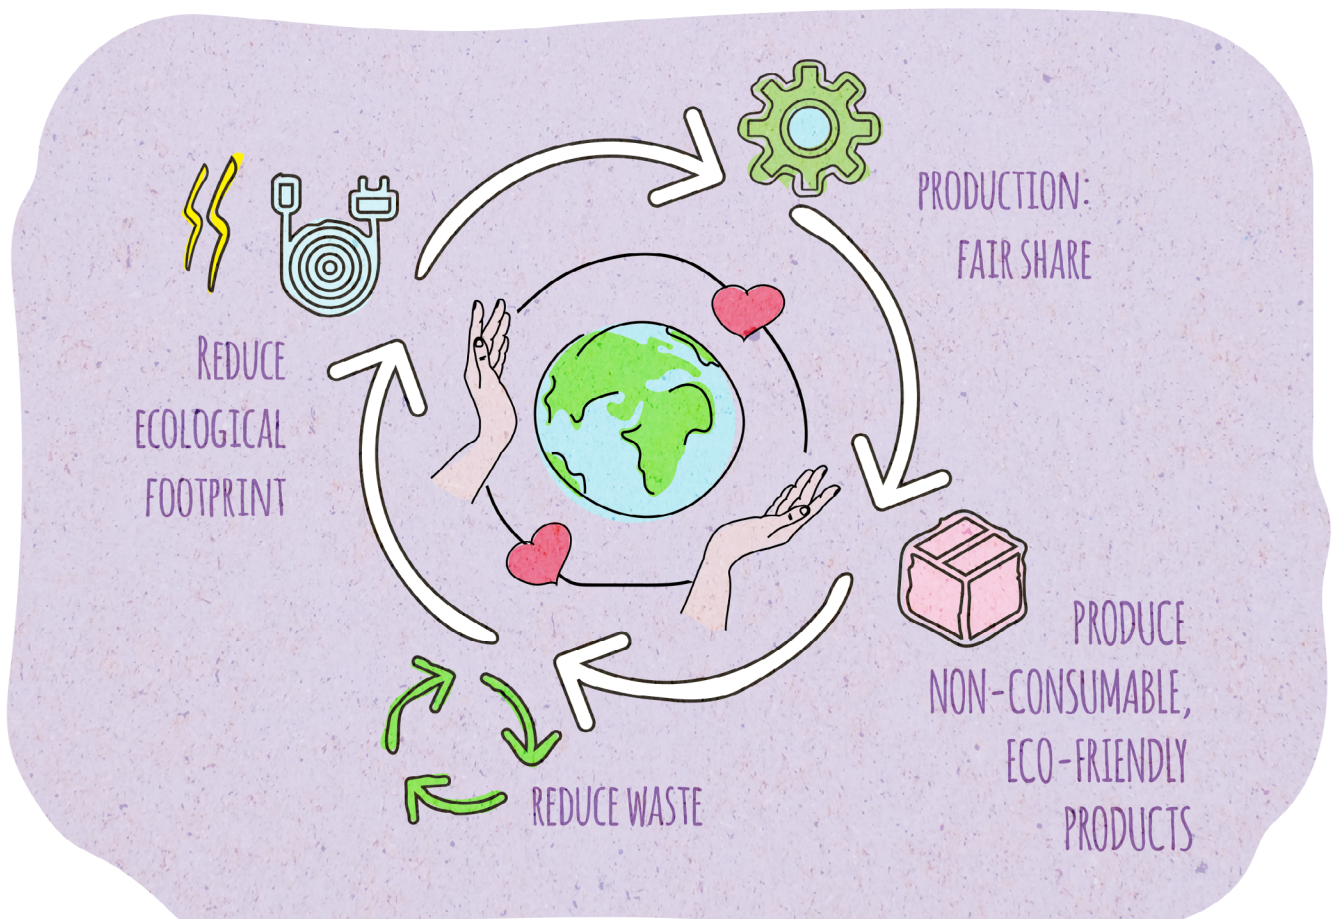 PRODUCTION:
FAIR SHARE
REDUCE
ECOLOGICAL
FOOTPRINT
PRODUCE
NON-CONSUMABLE,
ECO-FRIENDLY
PRODUCTS
REDUCE WASTE